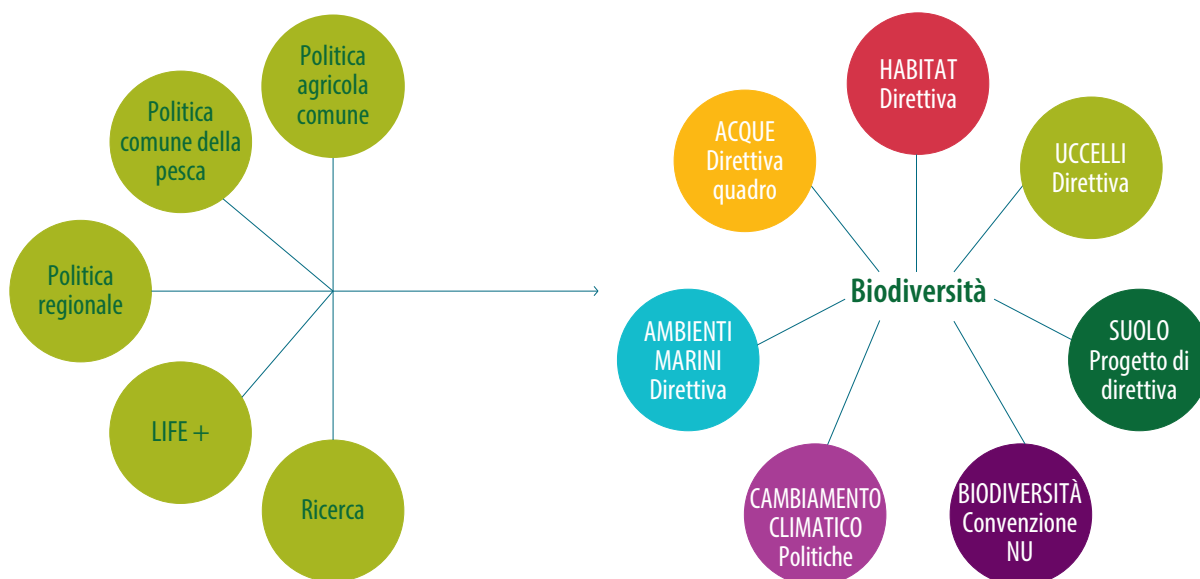 Politica
agricola
comune
Politica
comune della
pesca
Politica
regionale
LIFE +
Ricerca
HABITAT
Direttiva
ACQUE
Direttiva
quadro
UCCELLI
Direttiva
Biodiversità
AMBIENTI
MARINI
Direttiva
SUOLO
Progetto di
direttiva
CAMBIAMENTO
CLIMATICO
Politiche
BIODIVERSITÀ
Convenzione
NU